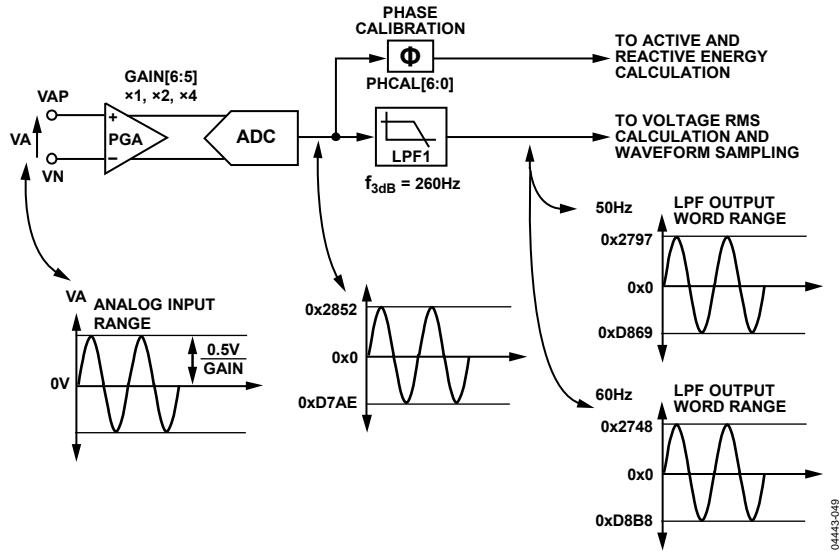 PHASE
CALIBRATION
Φ
PHCAL[6:0]
TO ACTIVE AND
REACTIVE ENERGY
CALCULATION
GAIN[6:5]
×1, ×2, ×4
VAP
+
PGA
–
VA
VN
ADC
LPF1
f3dB = 260Hz
TO VOLTAGE RMS
CALCULATION AND
WAVEFORM SAMPLING
VA
ANALOG INPUT
RANGE
0V
0.5V
GAIN
0x2852
0x0
0xD7AE
50Hz
LPF OUTPUT
WORD RANGE
0x2797
0x0
0xD869
60Hz
LPF OUTPUT
WORD RANGE
0x2748
0x0
0xD8B8
04443-049